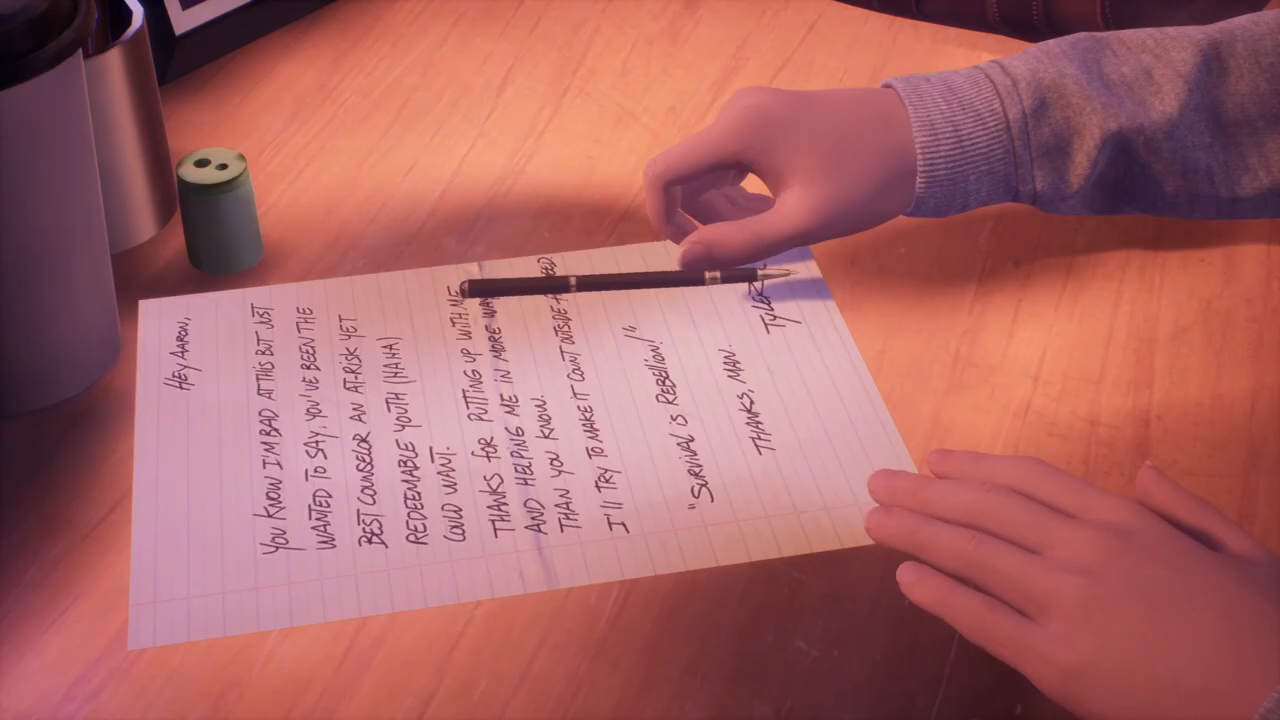 HEY AARON,
YOU KNOW I'M BAD AT THIS BUT JUST
WANTED TO SAY, YOU'VE BEEN THE
BEST COUNSELOR AN AT-RISK YET
REDEEMABLE YOUTH (HAHA)
COULD WANT.
THANKS FOR PUTTING UP WITH ME
AND HELPING ME IN MORE WAYS
THAN YOU KNOW.
I'LL TRY TO MAKE IT COUNT OUTSIDE
"SURVIVAL IS REBELLION!"
THANKS, MAN.
TYLER